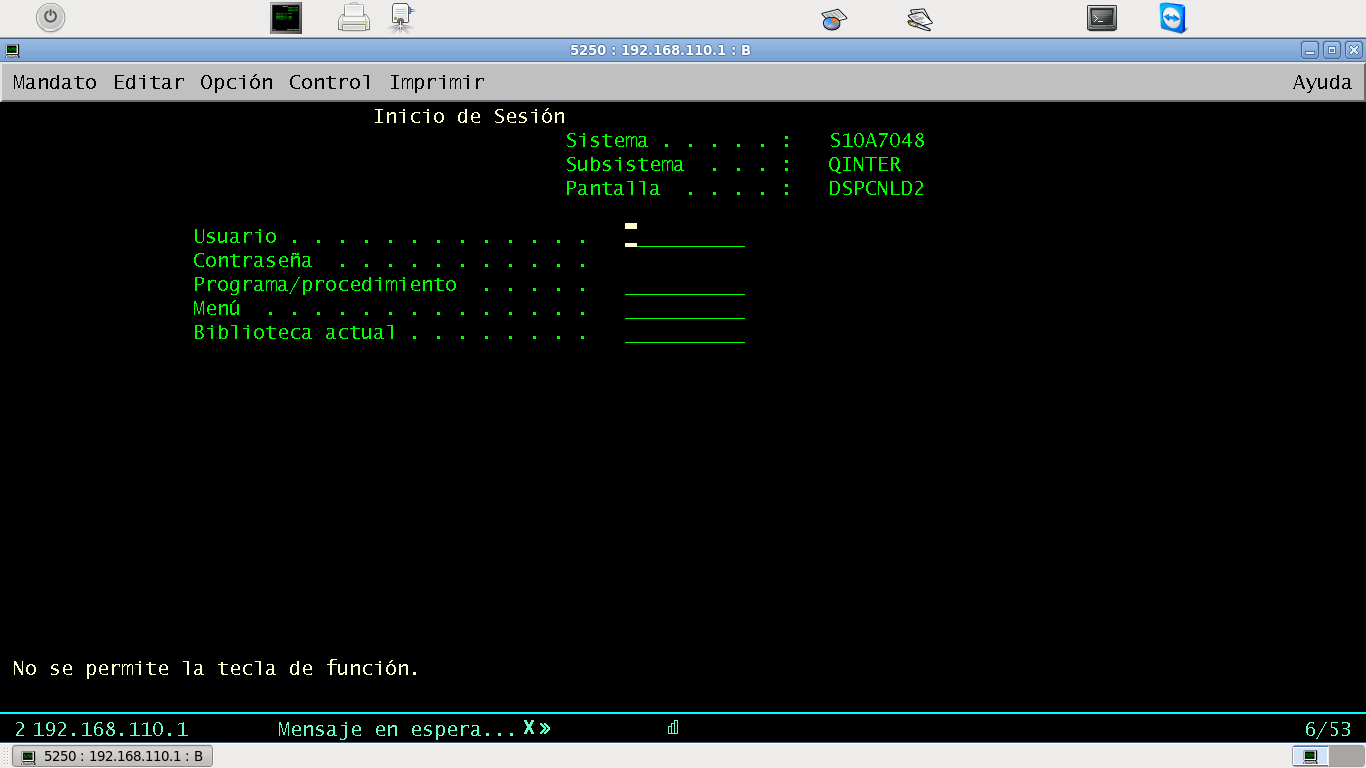 5250 : 192.168.110.1 : B
Mandato Editar Opción Control Imprimir Ayuda
Inicio de Sesión
Sistema . . . . . : S10A7048
Subsistema . . . : QINTER
Pantalla . . . . : DSPCNLD2
Usuario . . . . . . . . . . . . .
Contraseña . . . . . . . . . . .
Programa/procedimiento . . . . .
Menú . . . . . . . . . . . . . .
Biblioteca actual . . . . . . . .
No se permite la tecla de función.
2 192.168.110.1 Mensaje en espera... X » 6/53
5250 : 192.168.110.1 : B